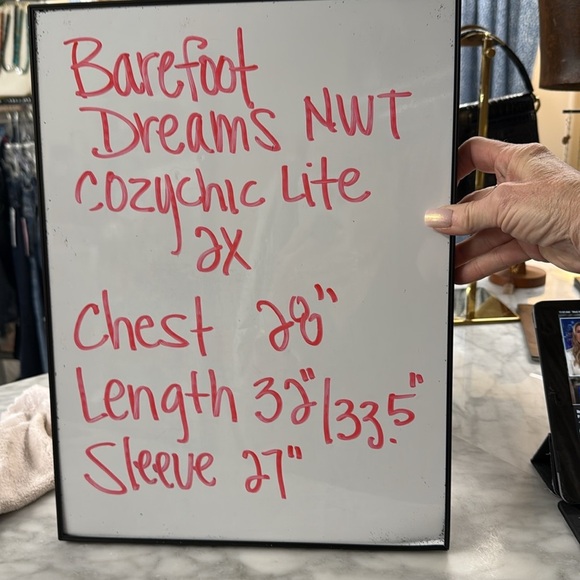 Barefoot
Dreams NWT
Cozychic Lite
2X
Chest 28"
Length 32"/33.5"
Sleeve 27"